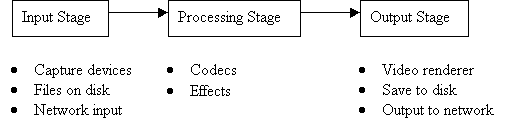 Input Stage
Processing Stage
Output Stage
• Capture devices
• Files on disk
• Network input
• Codecs
• Effects
• Video renderer
• Save to disk
• Output to network